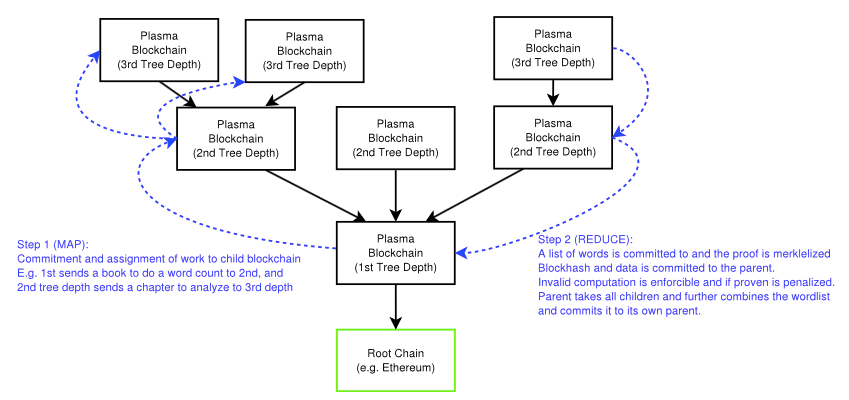 Plasma
Blockchain
(3rd Tree Depth)
Plasma
Blockchain
(3rd Tree Depth)
Plasma
Blockchain
(3rd Tree Depth)
Plasma
Blockchain
(2nd Tree Depth)
Plasma
Blockchain
(2nd Tree Depth)
Plasma
Blockchain
(2nd Tree Depth)
Plasma
Blockchain
(1st Tree Depth)
Step 1 (MAP):
Commitment and assignment of work to child blockchain
E.g. 1st sends a book to do a word count to 2nd, and
2nd tree depth sends a chapter to analyze to 3rd depth
Step 2 (REDUCE):
A list of words is committed to and the proof is merklelized
Blockhash and data is committed to the parent.
Invalid computation is enforcible and if proven is penalized.
Parent takes all children and further combines the wordlist
and commits it to its own parent.
Root Chain
(e.g. Ethereum)